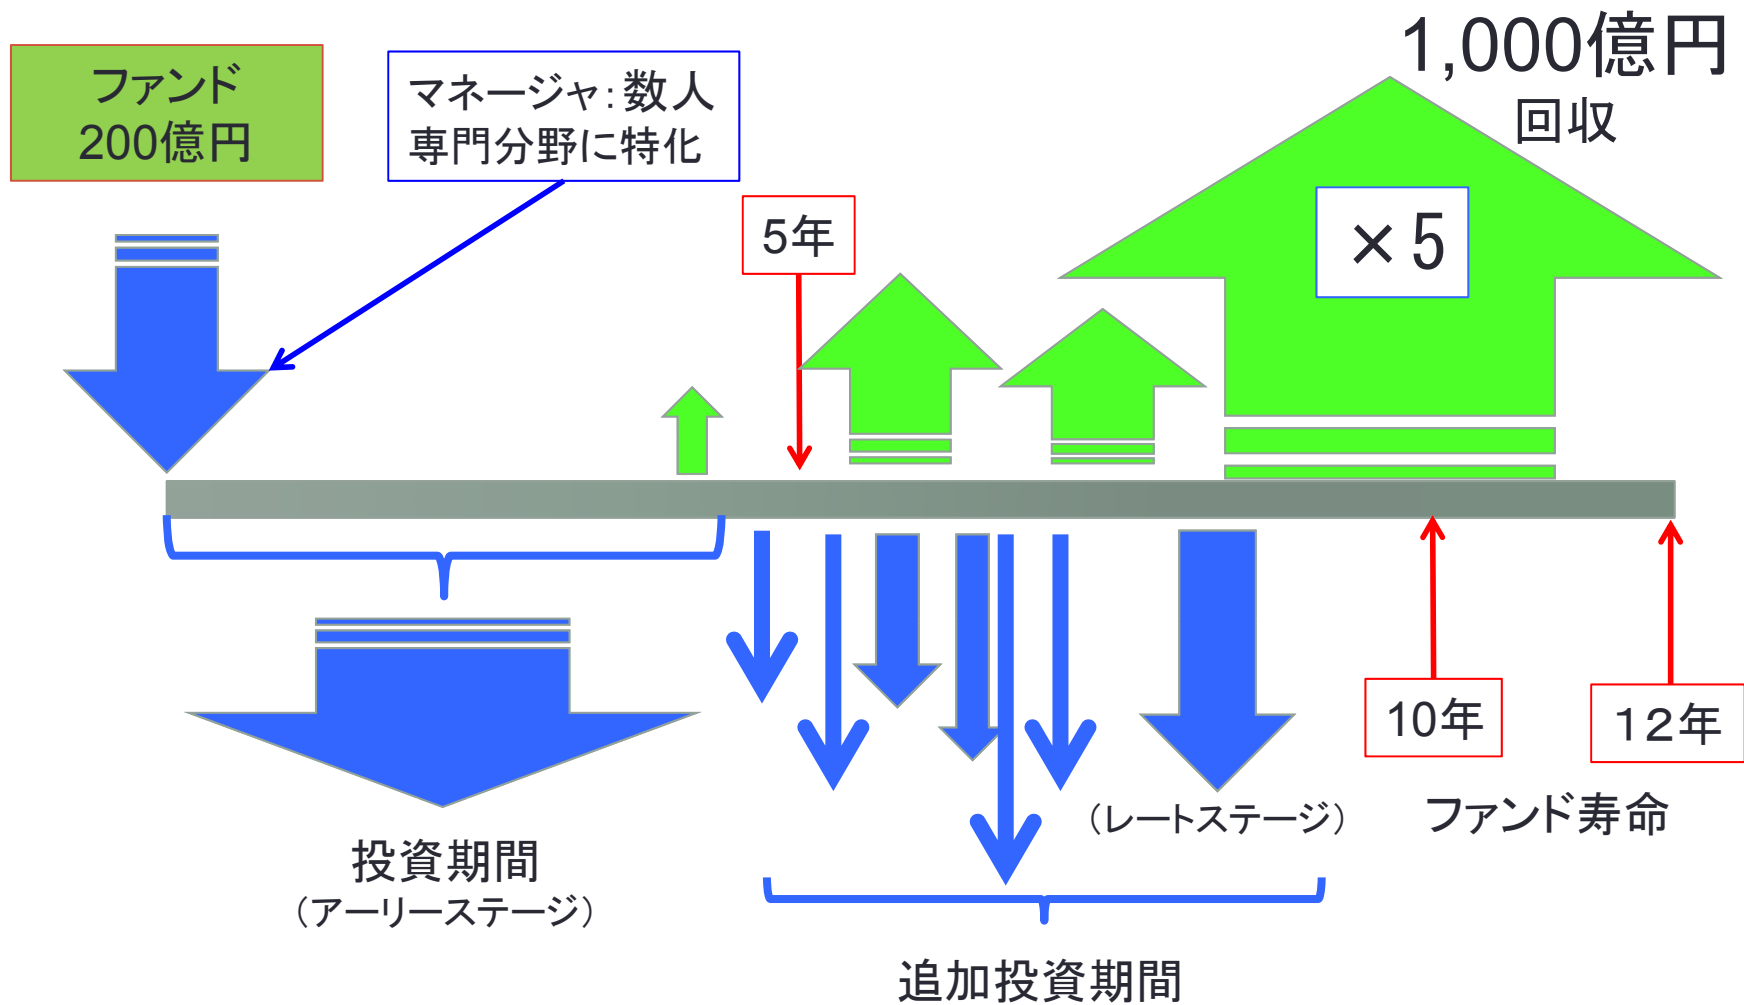 ファンド
200億円
マネージャ：数人
専門分野に特化
1,000億円
回収
×5
5年
10年
１２年
ファンド寿命
（レートステージ）
投資期間
（アーリーステージ）
追加投資期間